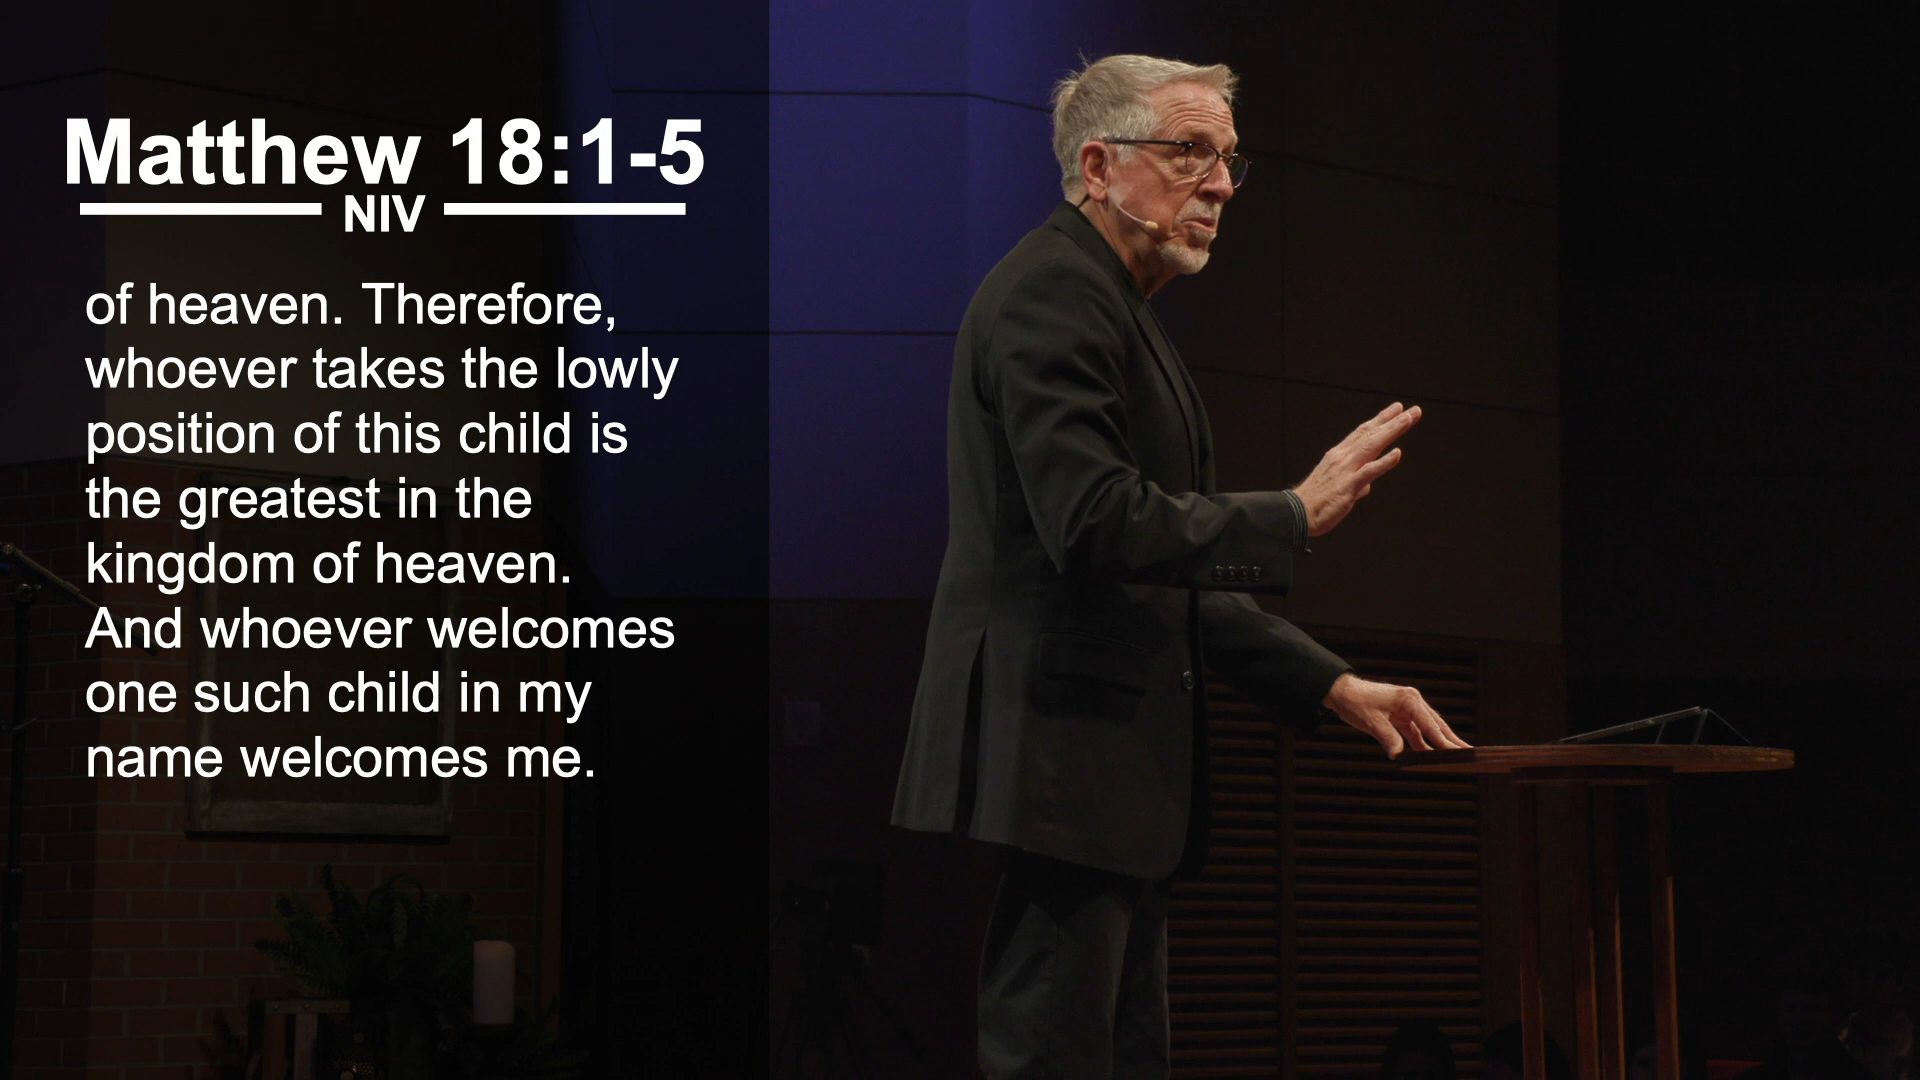 Matthew 18:1-5
NIV
of heaven. Therefore,
whoever takes the lowly
position of this child is
the greatest in the
kingdom of heaven.
And whoever welcomes
one such child in my
name welcomes me.